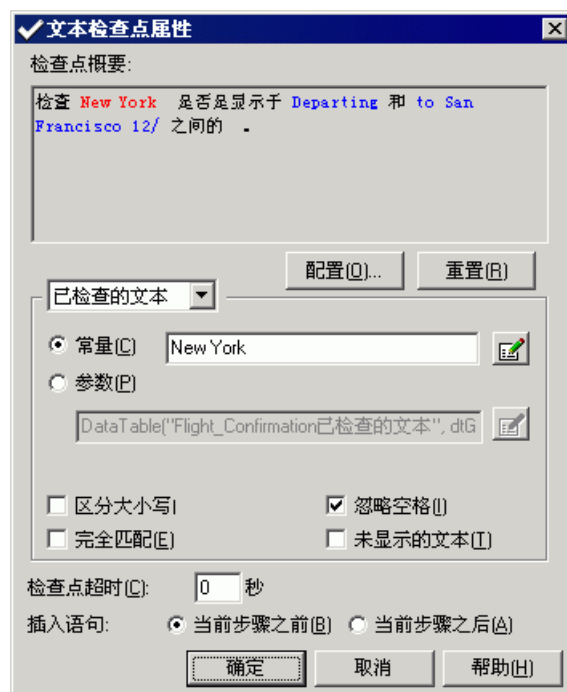 文本检查点属性
检查点概要:
检查 New York 是否是显示于 Departing 和 to San
Francisco 12/ 之间的 .
配置(O)... 重置(R)
已检查的文本
常量(C) New York
参数(P)
DataTable("Flight_Confirmation已检查的文本", dtG
区分大小写I 忽略空格(I)
完全匹配(E) 未显示的文本(T)
检查点超时(C): 0 秒
插入语句: 当前步骤之前(B) 当前步骤之后(A)
确定 取消 帮助(H)